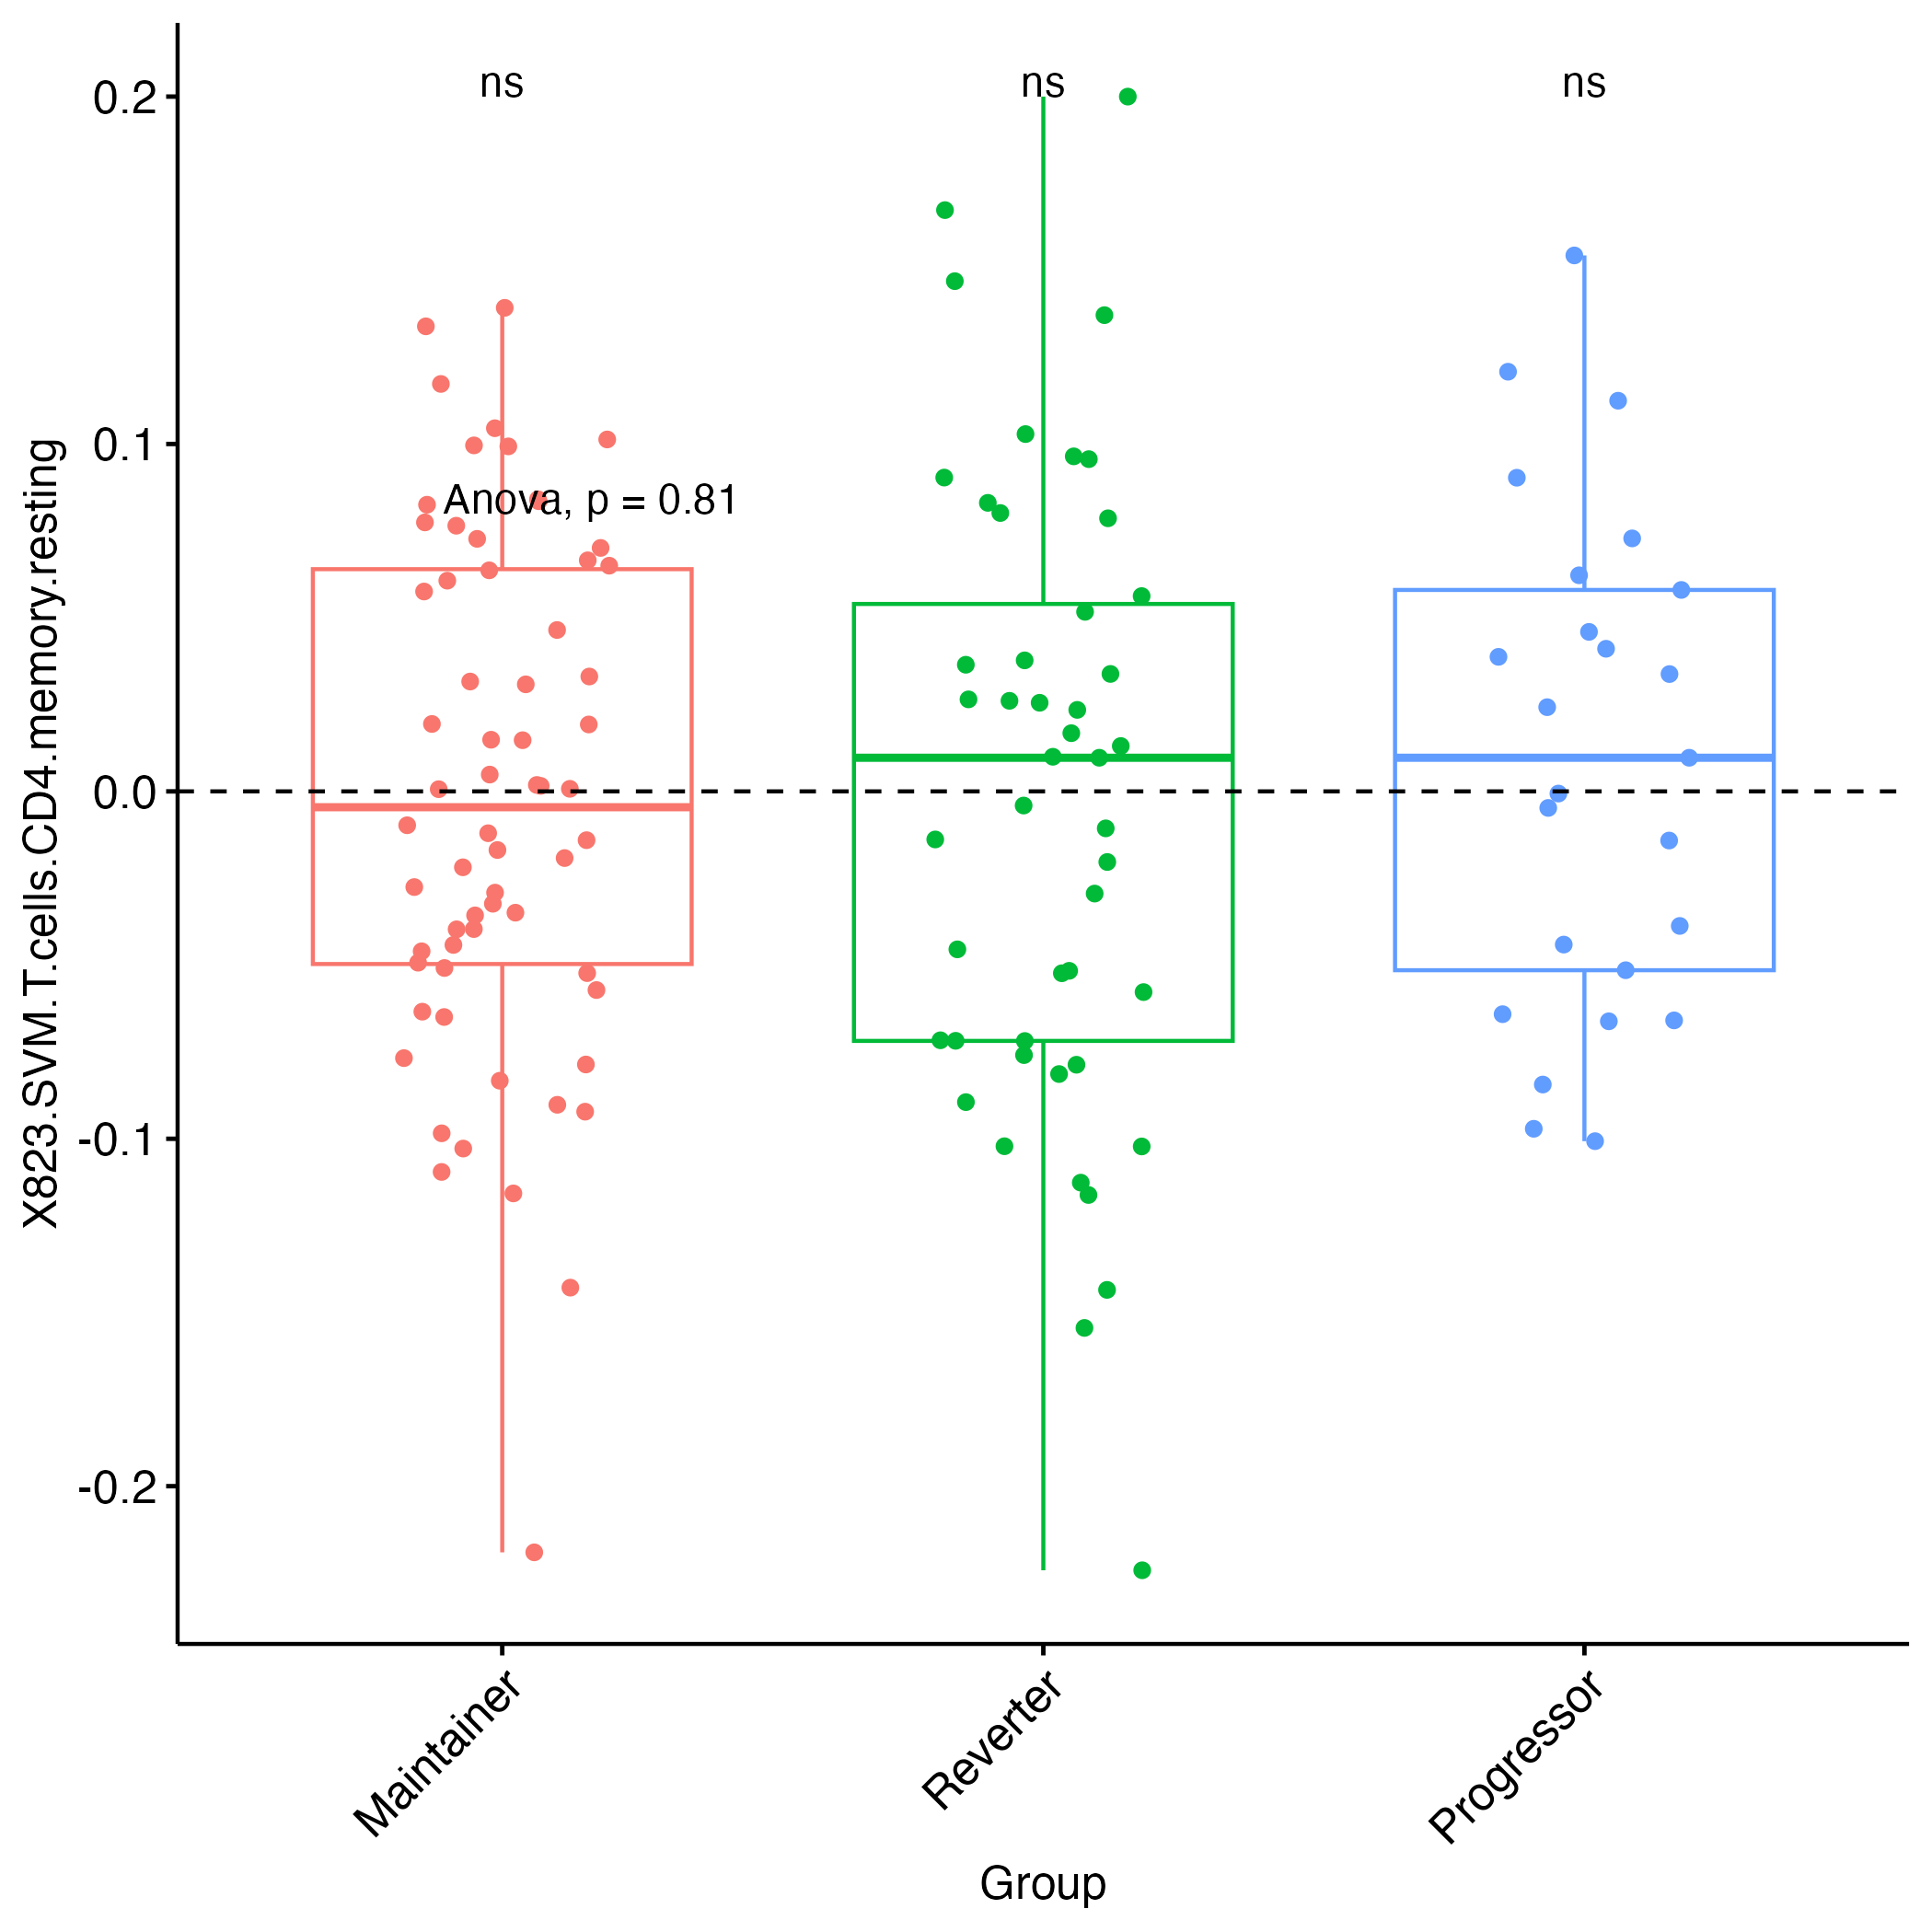 ns ns ns
0.2
0.1
Anova, p = 0.81
0.0
-0.1
-0.2
X823.SVM.T.cells.CD4.memory.resting
Maintainer
Reverter
Progressor
Group